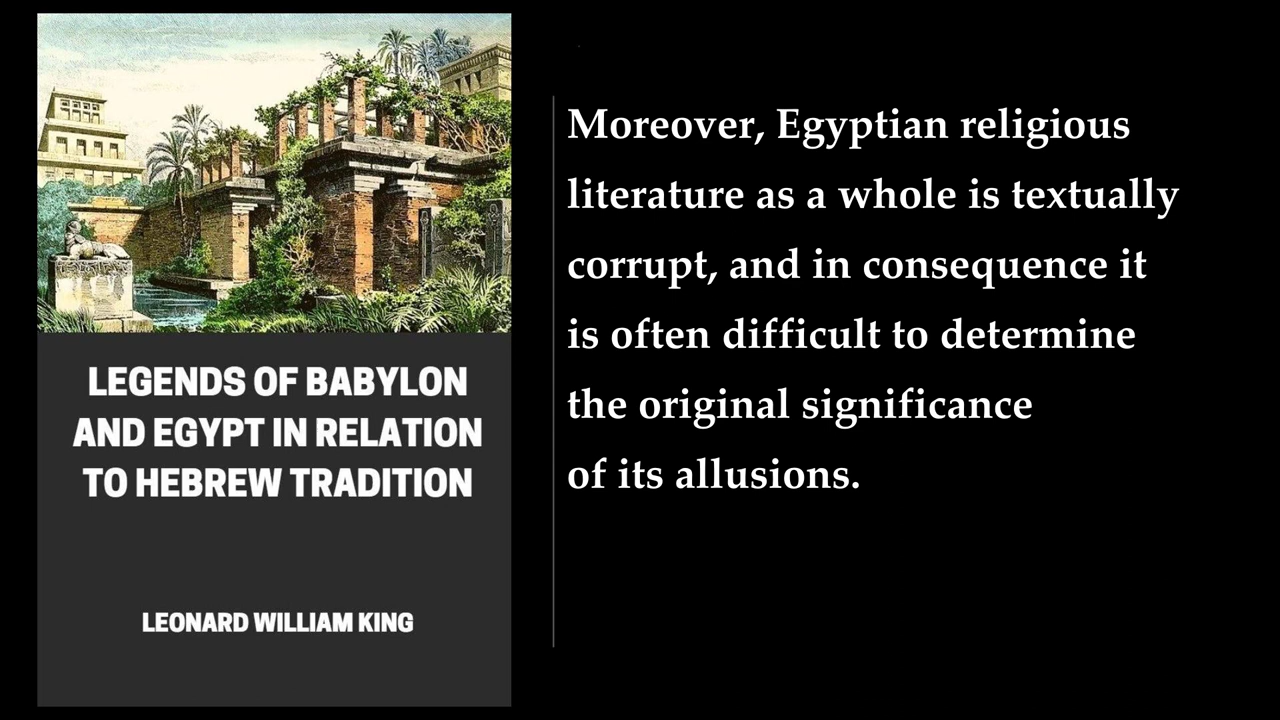 LEGENDS OF BABYLON
AND EGYPT IN RELATION
TO HEBREW TRADITION
LEONARD WILLIAM KING
Moreover, Egyptian religious
literature as a whole is textually
corrupt, and in consequence it
is often difficult to determine
the original significance
of its allusions.